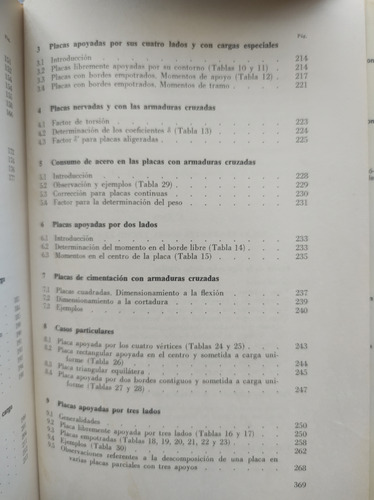 Pág.
3 Placas apoyadas por sus cuatro lados y con cargas especiales
3.1 Introducción 214
3.2 Placas libremente apoyadas por su contorno (Tablas 10 y 11) 214
3.3 Placas con bordes empotrados. Momentos de apoyo (Tabla 12) 217
3.4 Placas con bordes empotrados. Momentos de tramo 221
4 Placas nervadas y con las armaduras cruzadas
4.1 Factor de torsión 223
4.2 Determinación de los coeficientes δ (Tabla 13) 224
4.3 Factor para placas aligeradas 225
5 Consumo de acero en las placas con armaduras cruzadas
5.1 Introducción 228
5.2 Observación y ejemplos (Tabla 29) 229
5.3 Corrección para placas continuas 230
5.4 Factor para la determinación del peso 231
6 Placas apoyadas por dos lados
6.1 Introducción 233
6.2 Determinación del momento en el borde libre (Tabla 14) 233
6.3 Momentos en el centro de la placa (Tabla 15) 235
7 Placas de cimentación con armaduras cruzadas
7.1 Placas cuadradas. Dimensionamiento a la flexión 237
7.2 Dimensionamiento a la cortadura 239
7.3 Ejemplos 240
8 Casos particulares
8.1 Placa apoyada por los cuatro vértices (Tablas 24 y 25) 243
8.2 Placa rectangular apoyada en el centro y sometida a carga uni-
forme (Tabla 26) 244
8.3 Placa triangular equilátera 245
8.4 Placa apoyada por dos bordes contiguos y sometida a carga uni-
forme (Tablas 27 y 28) 247
9 Placas apoyadas por tres lados
9.1 Generalidades 250
9.2 Placa libremente apoyada por tres lados (Tablas 16 y 17) 250
9.3 Placas empotradas (Tablas 18, 19, 20, 21, 22 y 23) 258
9.4 Ejemplos (Tabla 30) 262
9.5 Observaciones referentes a la descomposición de una placa en
varias placas parciales con tres apoyos 268
369